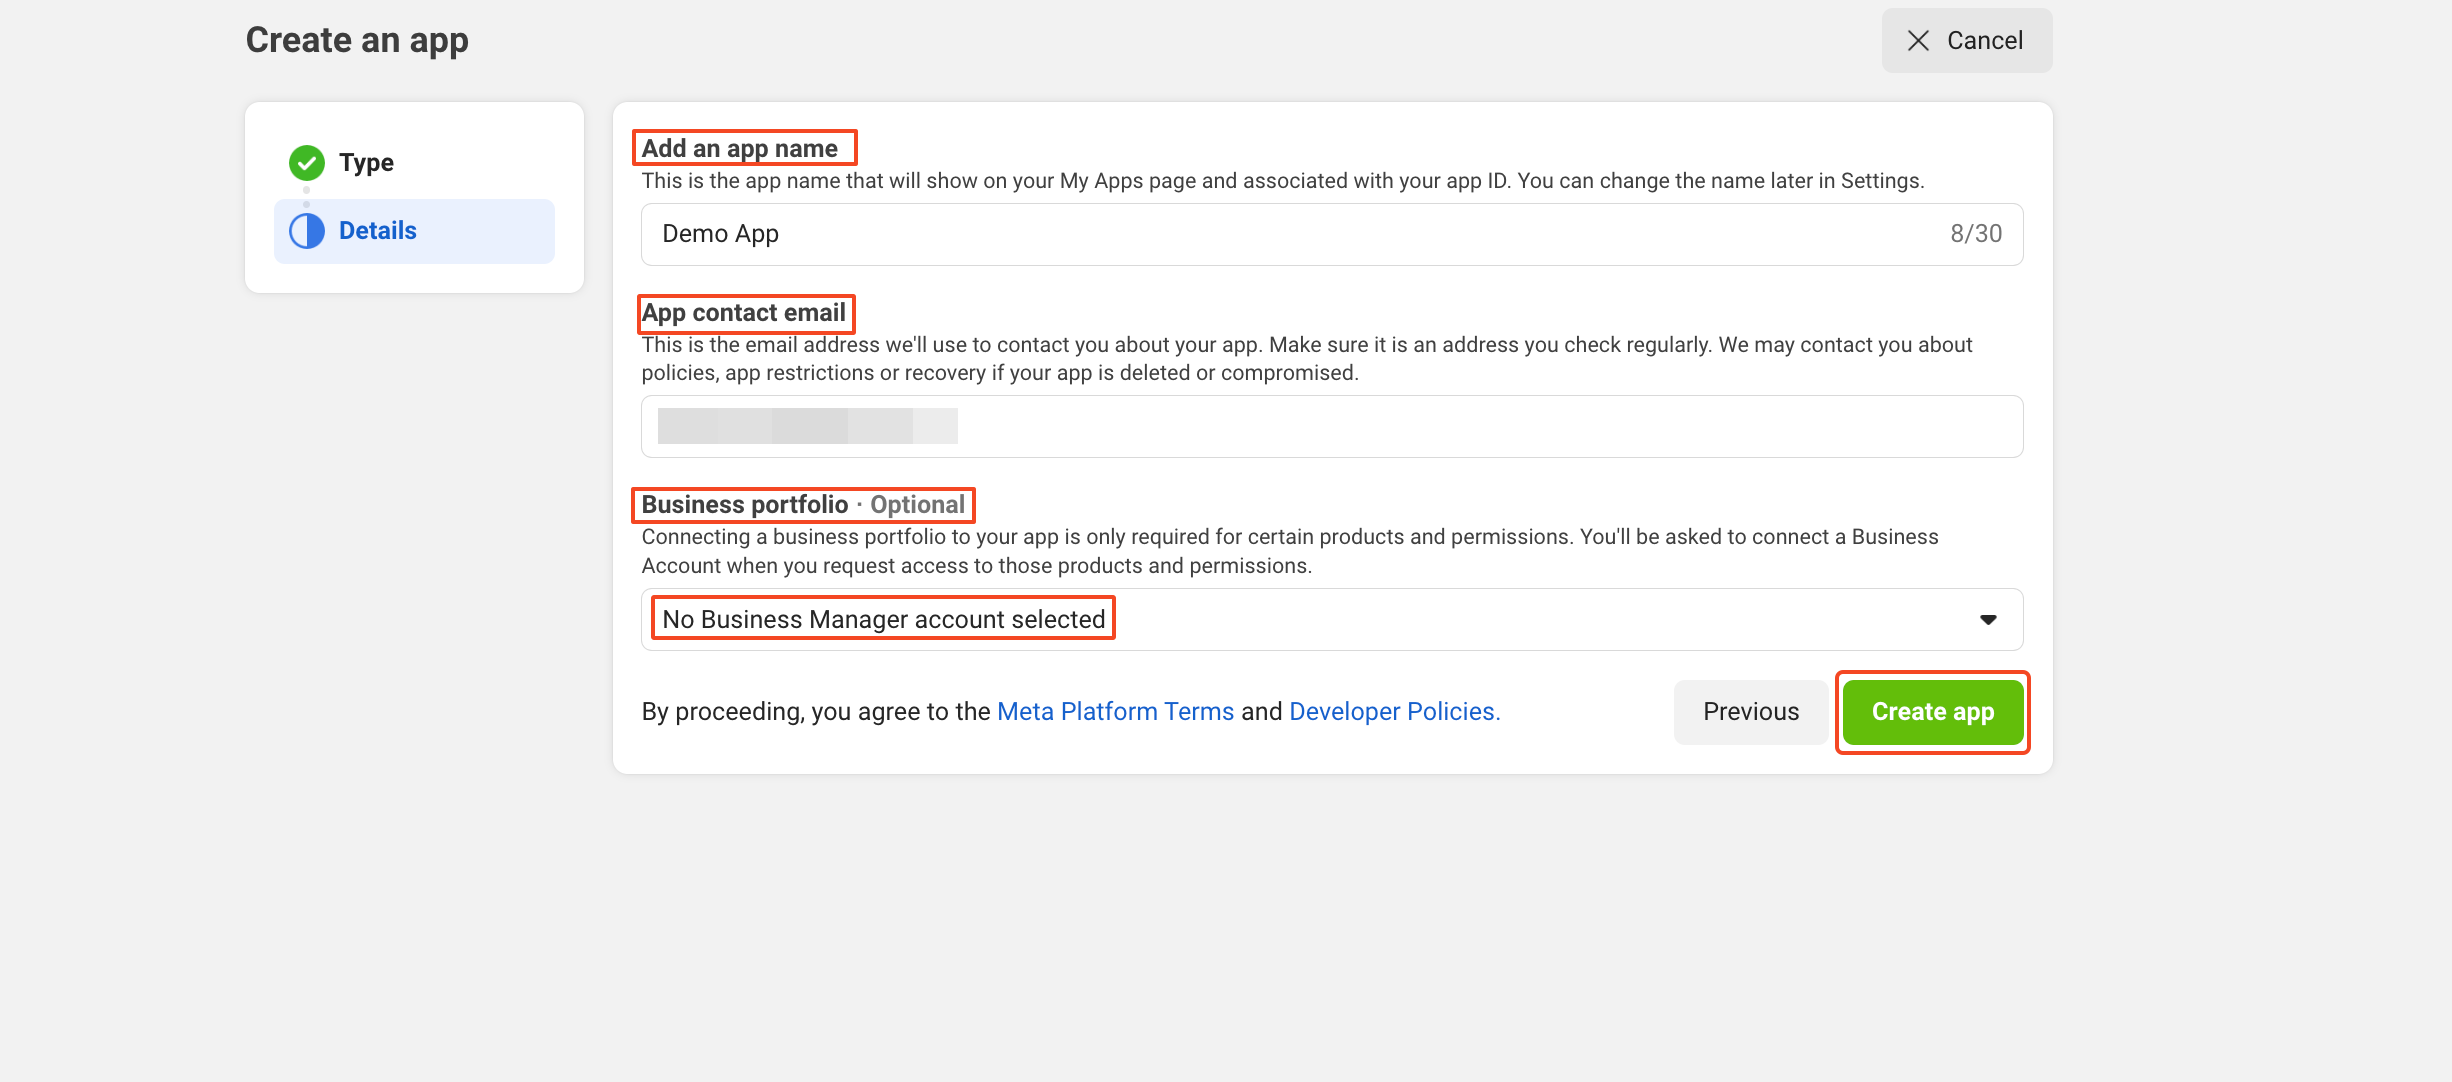 Create an app
Cancel
Type
Details
Add an app name
This is the app name that will show on your My Apps page and associated with your app ID. You can change the name later in Settings.
Demo App
8/30
App contact email
This is the email address we'll use to contact you about your app. Make sure it is an address you check regularly. We may contact you about
policies, app restrictions or recovery if your app is deleted or compromised.
Business portfolio · Optional
Connecting a business portfolio to your app is only required for certain products and permissions. You'll be asked to connect a Business
Account when you request access to those products and permissions.
No Business Manager account selected
By proceeding, you agree to the Meta Platform Terms and Developer Policies.
Previous
Create app